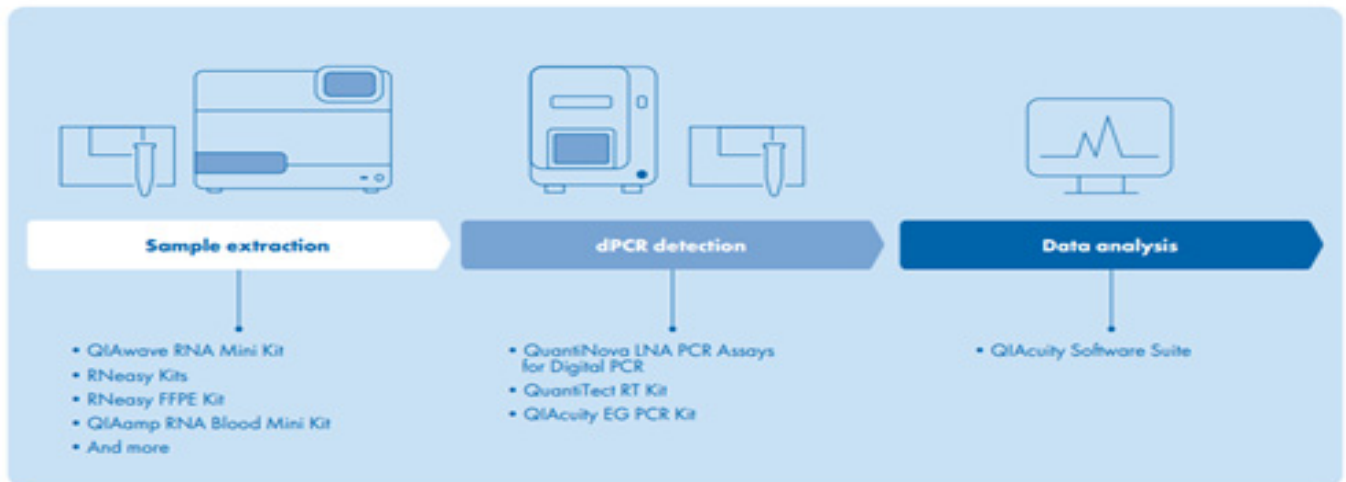 Sample extraction
dPCR detection
Data analysis
• QIAwave RNA Mini Kit
• RNeasy Kits
• RNeasy FFPE Kit
• QIAamp RNA Blood Mini Kit
• And more
• QuantiNova LNA PCR Assays
for Digital PCR
• QuantiTect RT Kit
• QIAcuity EG PCR Kit
• QIAcuity Software Suite